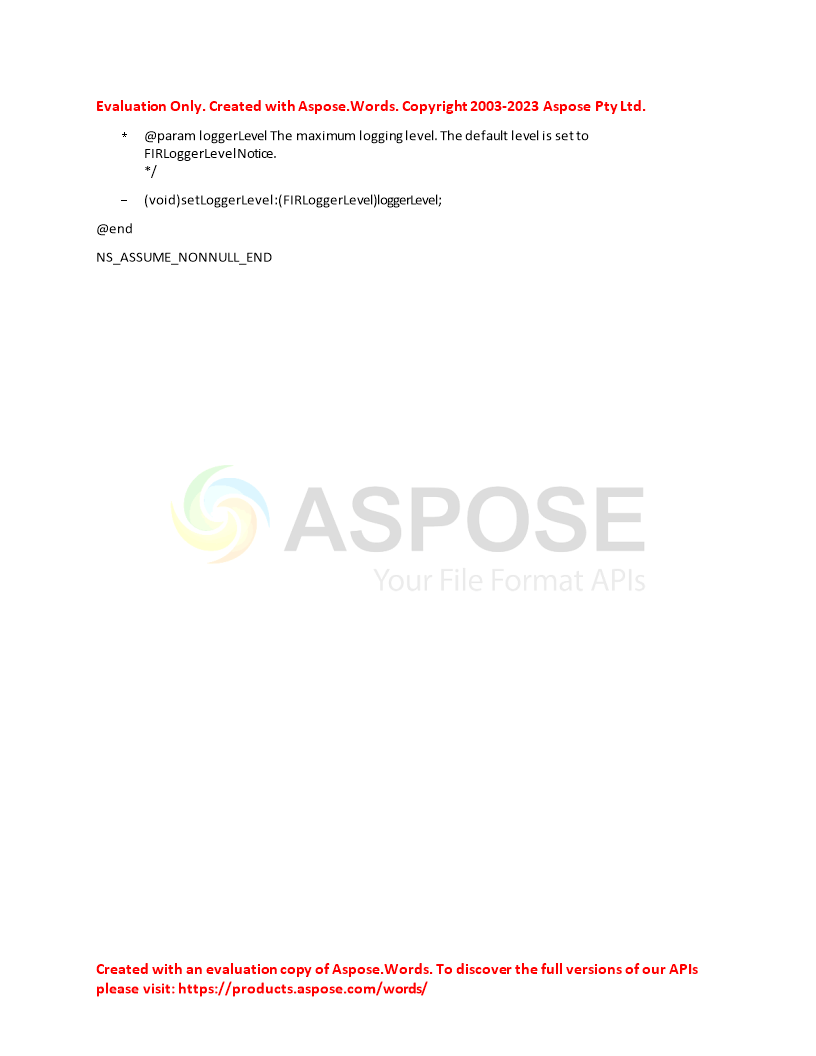 Evaluation Only. Created with Aspose.Words. Copyright 2003-2023 Aspose Pty Ltd.
* @param loggerLevel The maximum logging level. The default level is set to
FIRLoggerLevelNotice.
*/
– (void)setLoggerLevel:(FIRLoggerLevel)loggerLevel;
@end
NS_ASSUME_NONNULL_END
ASPOSE
Your File Format APIs
Created with an evaluation copy of Aspose.Words. To discover the full versions of our APIs
please visit: https://products.aspose.com/words/